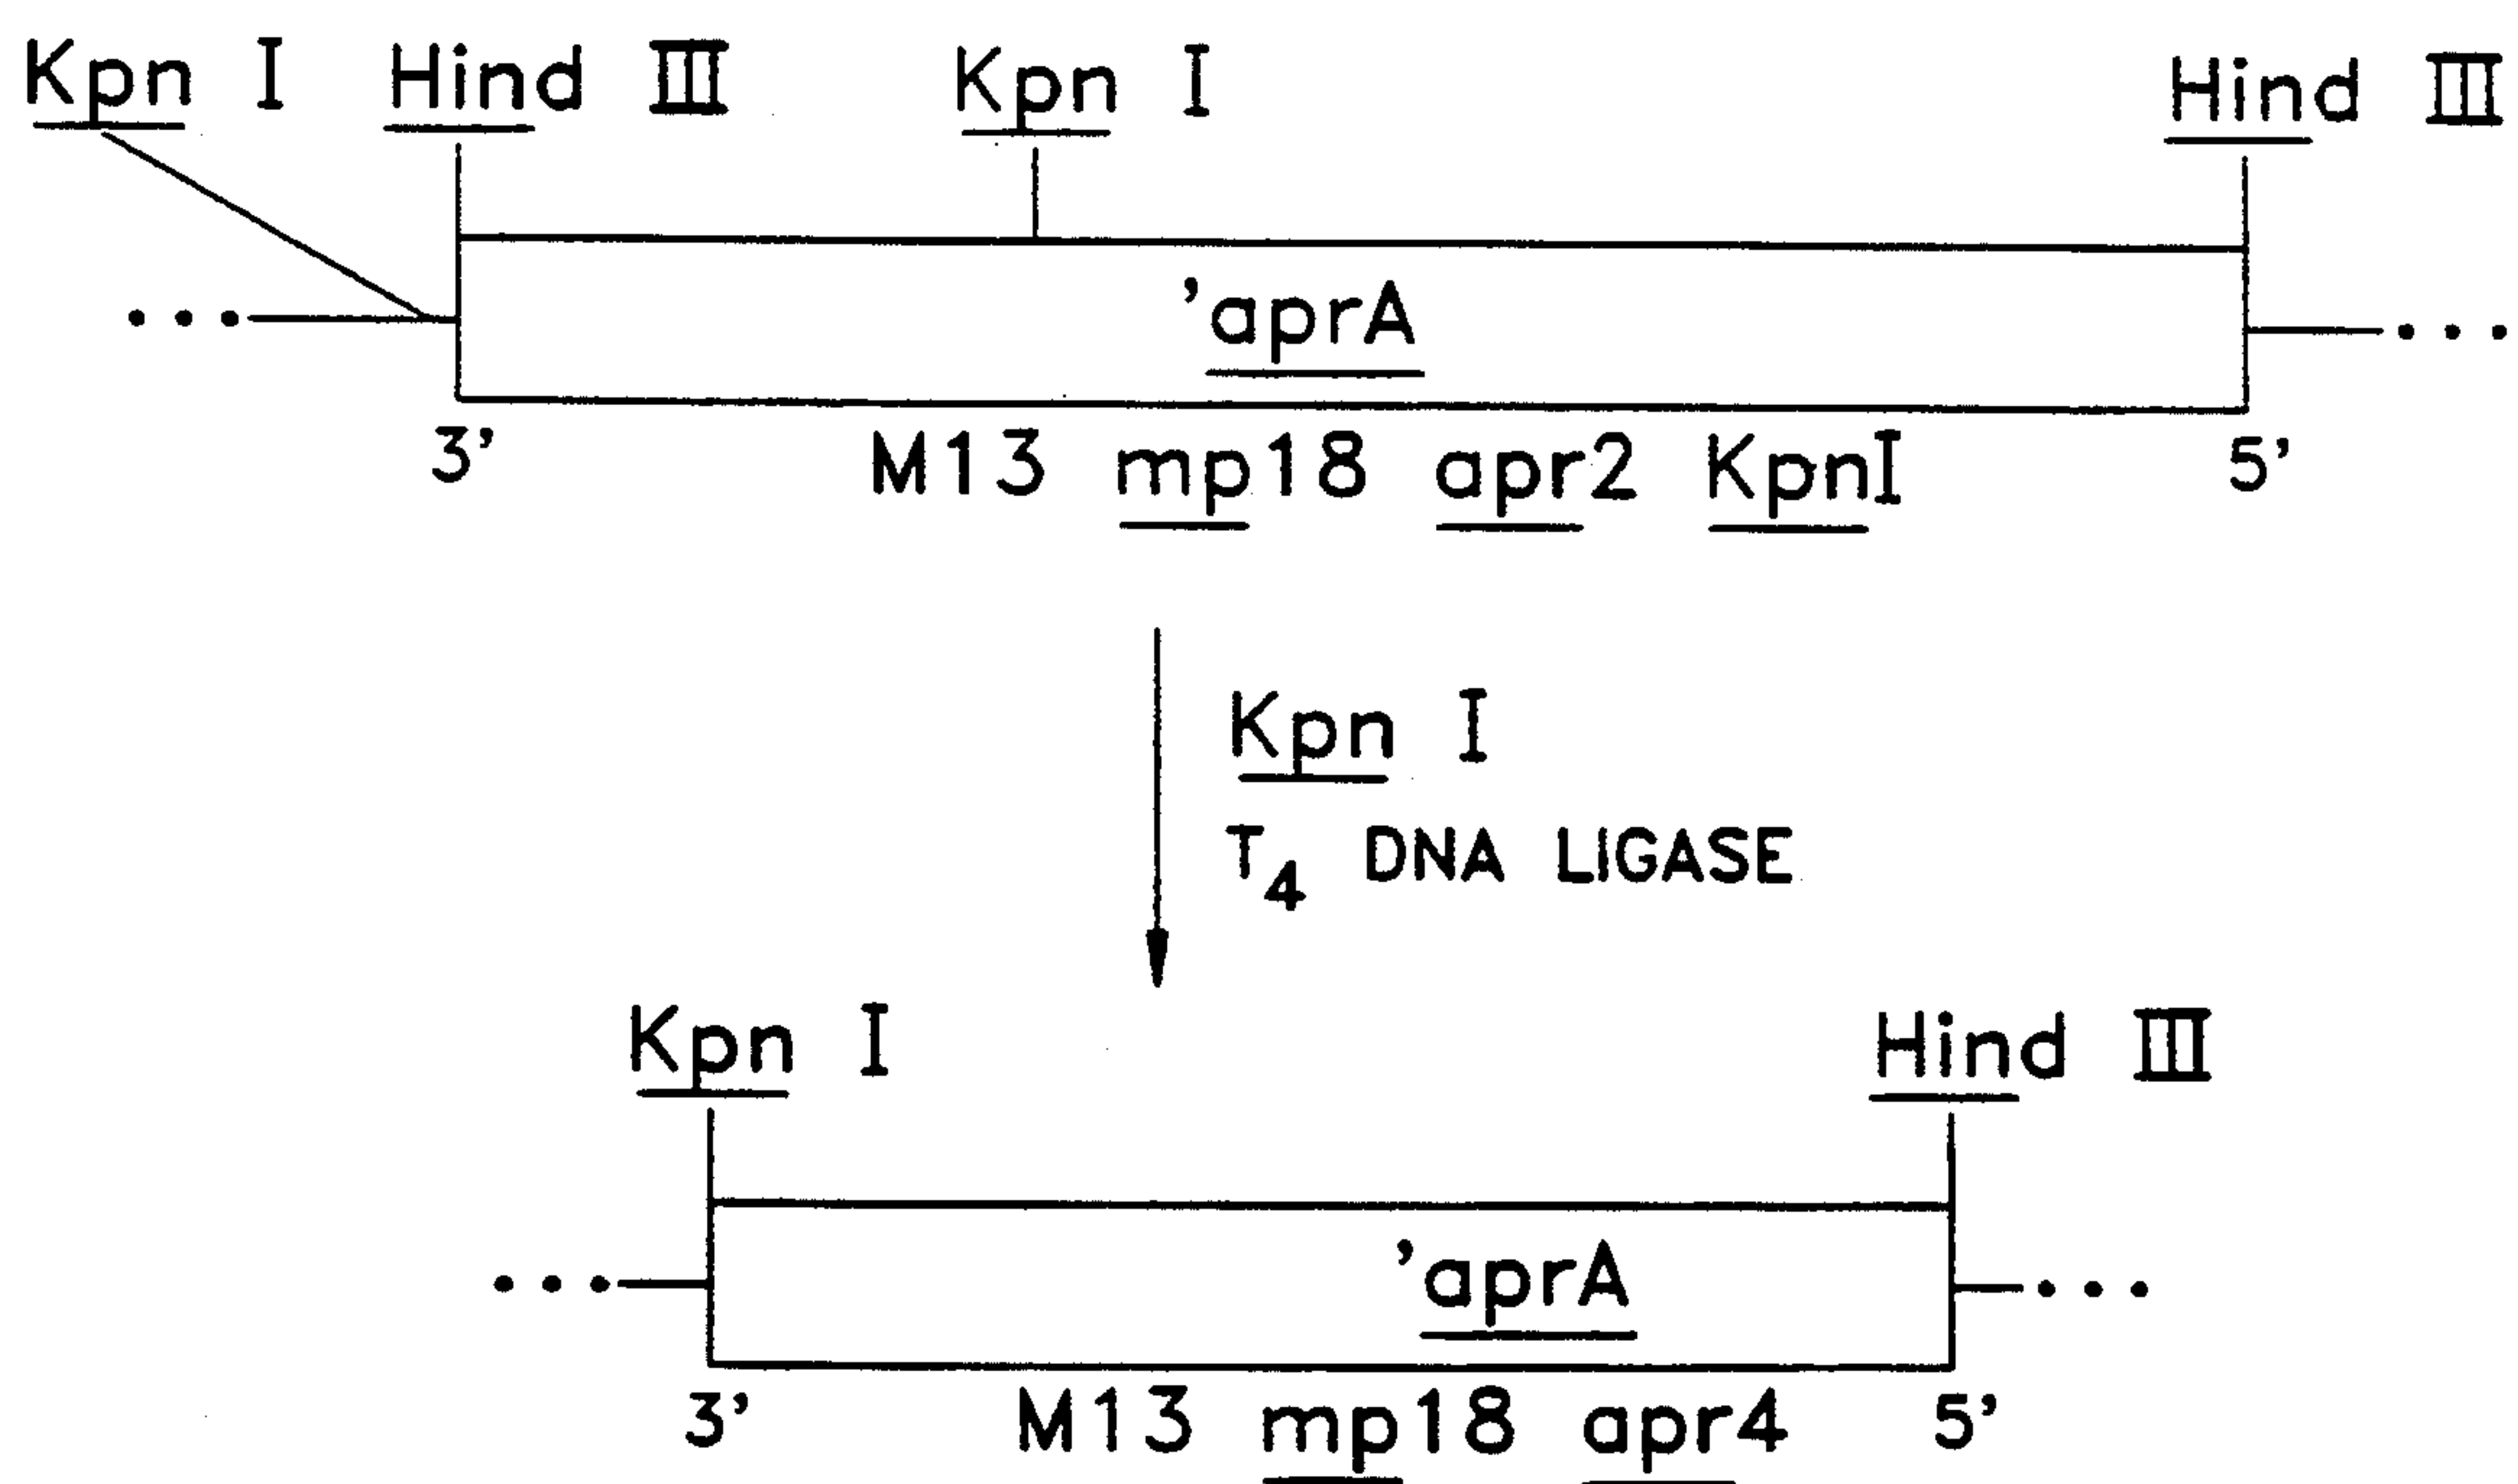 Kpn I Hind III Kpn I Hind III
'aprA
3' M13 mp18 apr2 KpnI 5'
Kpn I
T4 DNA LIGASE
Kpn I Hind III
'aprA
3' M13 mp18 apr4 5'